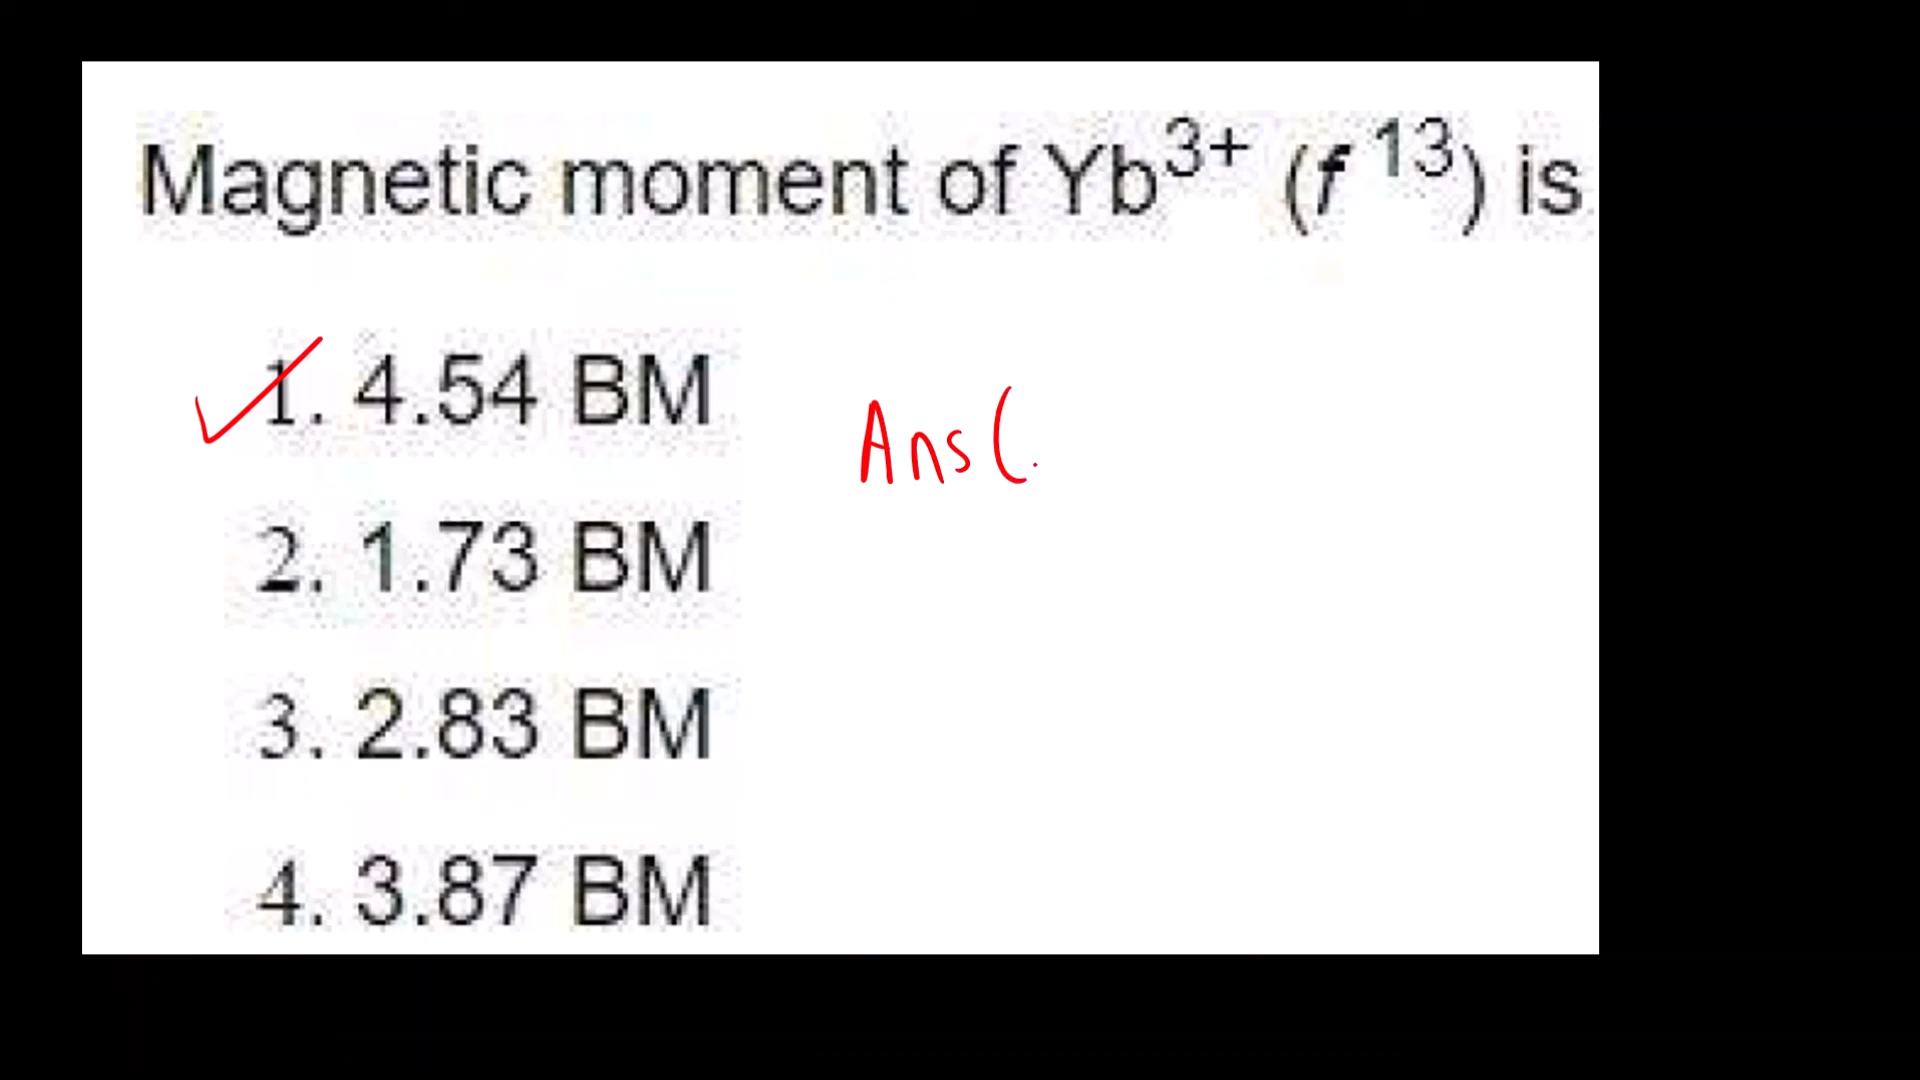 Magnetic moment of Yb³⁺ (f ¹³) is
1. 4.54 BM
Ans (
2. 1.73 BM
3. 2.83 BM
4. 3.87 BM